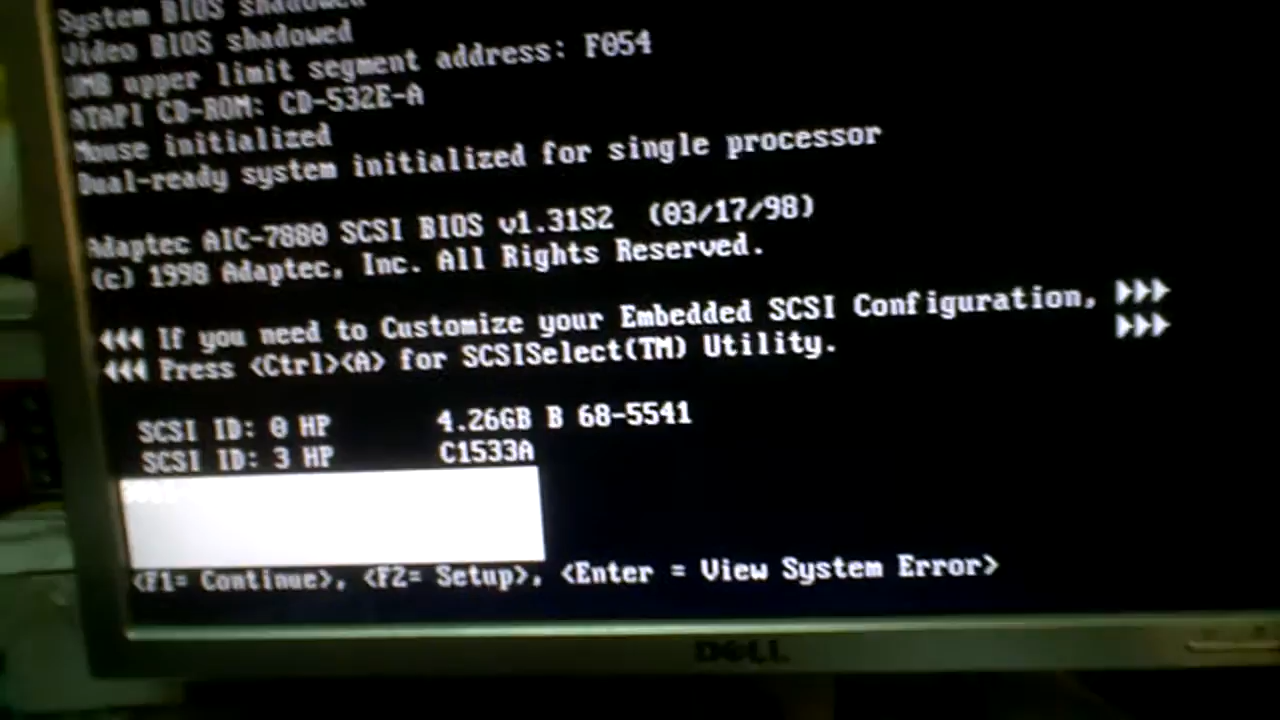 System BIOS shadowed
Video BIOS shadowed
UMB upper limit segment address: F054
ATAPI CD-ROM: CD-532E-A
Mouse initialized
Dual-ready system initialized for single processor
Adaptec AIC-7880 SCSI BIOS v1.31S2 (03/17/98)
(c) 1998 Adaptec, Inc. All Rights Reserved.
◄◄◄ If you need to Customize your Embedded SCSI Configuration, ►►►
◄◄◄ Press <Ctrl><A> for SCSISelect(TM) Utility. ►►►
SCSI ID: 0 HP 4.26GB B 68-5541
SCSI ID: 3 HP C1533A
<F1= Continue>, <F2= Setup>, <Enter = View System Error>
DELL